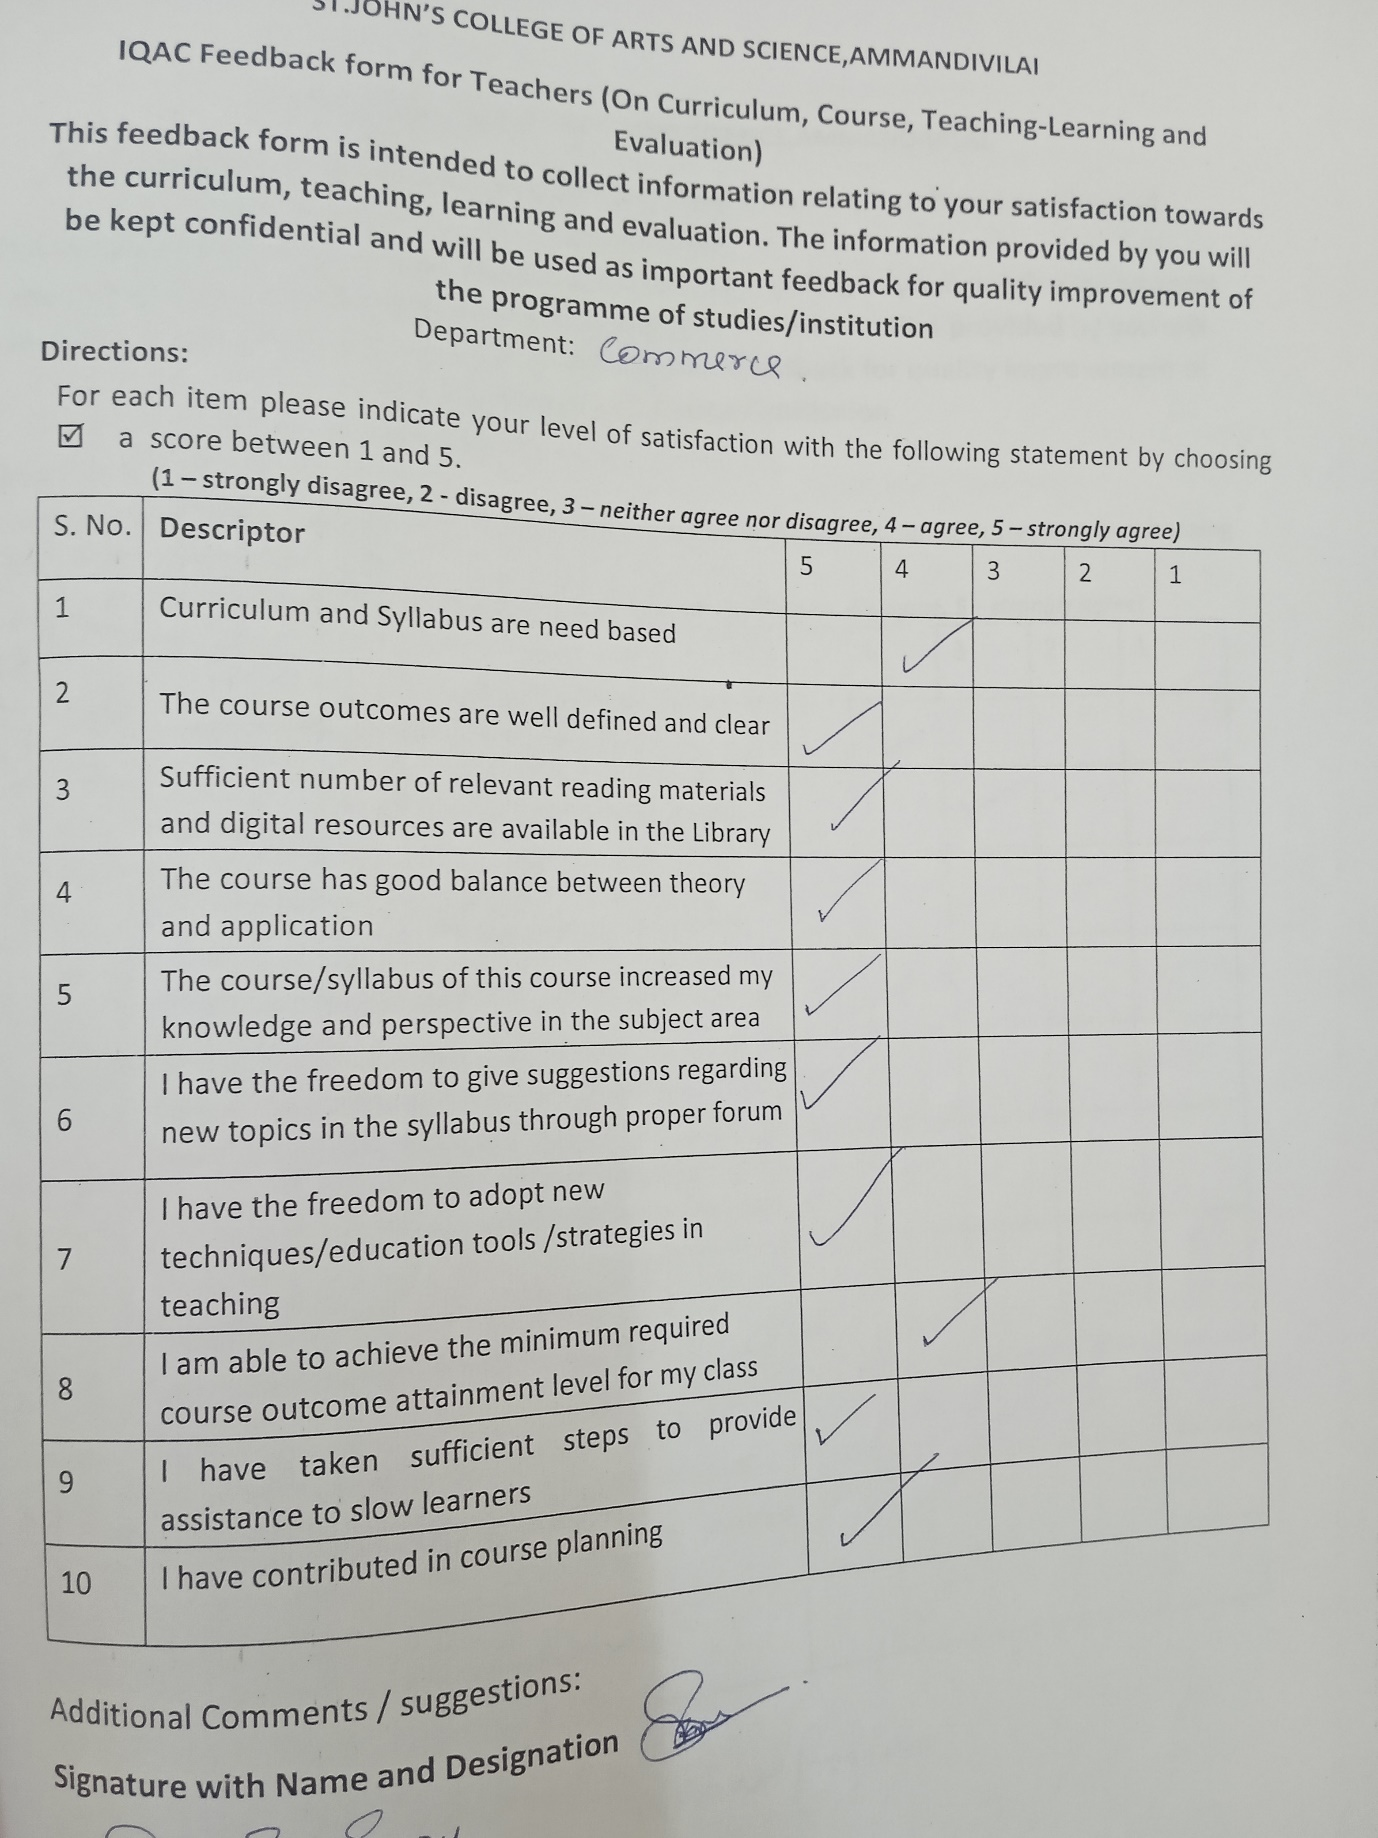 ST.JOHN'S COLLEGE OF ARTS AND SCIENCE,AMMANDIVILAI
IQAC Feedback form for Teachers (On Curriculum, Course, Teaching-Learning and
Evaluation)
This feedback form is intended to collect information relating to your satisfaction towards
the curriculum, teaching, learning and evaluation. The information provided by you will
be kept confidential and will be used as important feedback for quality improvement of
the programme of studies/institution
Department: Commerce.
Directions:
For each item please indicate your level of satisfaction with the following statement by choosing
☑ a score between 1 and 5.
(1 – strongly disagree, 2 - disagree, 3 – neither agree nor disagree, 4 – agree, 5 – strongly agree)
S. No. Descriptor 5 4 3 2 1
1 Curriculum and Syllabus are need based ✓
2 The course outcomes are well defined and clear ✓
3 Sufficient number of relevant reading materials ✓
and digital resources are available in the Library
4 The course has good balance between theory ✓
and application
5 The course/syllabus of this course increased my ✓
knowledge and perspective in the subject area
6 I have the freedom to give suggestions regarding ✓
new topics in the syllabus through proper forum
7 I have the freedom to adopt new ✓
techniques/education tools /strategies in
teaching
8 I am able to achieve the minimum required ✓
course outcome attainment level for my class
9 I have taken sufficient steps to provide ✓
assistance to slow learners
10 I have contributed in course planning ✓
Additional Comments / suggestions:
Signature with Name and Designation